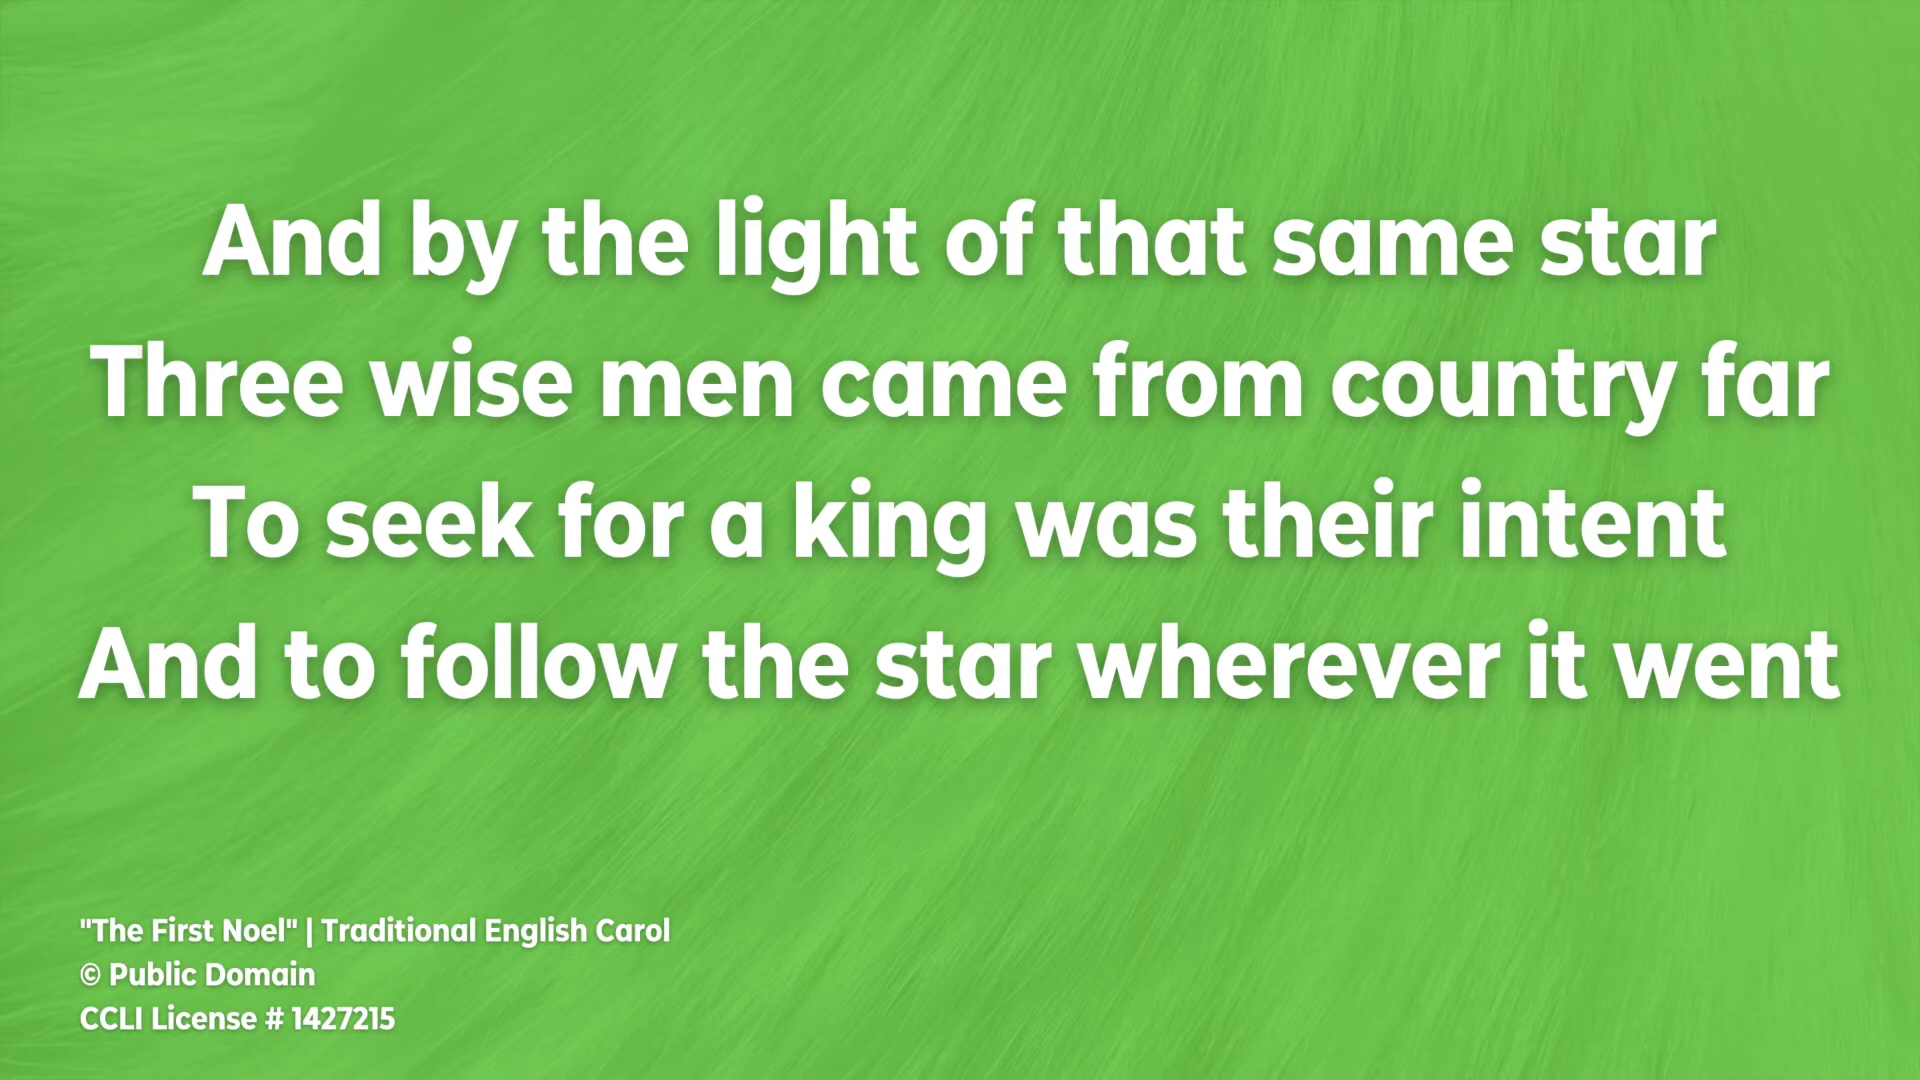 And by the light of that same star
Three wise men came from country far
To seek for a king was their intent
And to follow the star wherever it went
"The First Noel" | Traditional English Carol
© Public Domain
CCLI License # 1427215